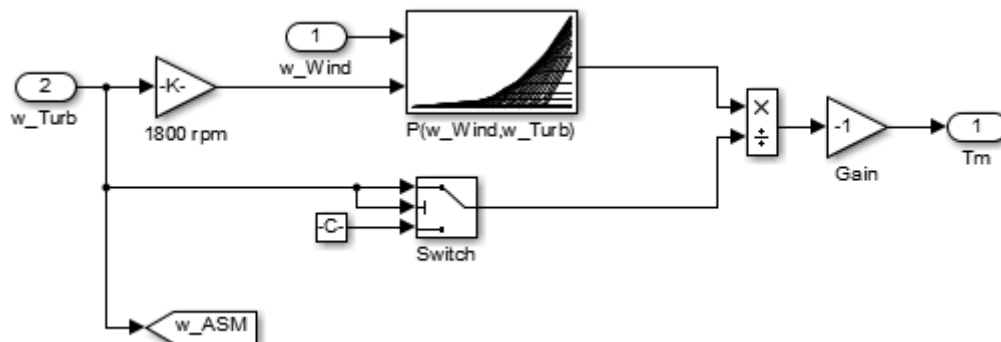 1
w_Wind
2
w_Turb
-K-
1800 rpm
P(w_Wind,w_Turb)
×
÷
-1
Gain
1
Tm
-C-
Switch
w_ASM